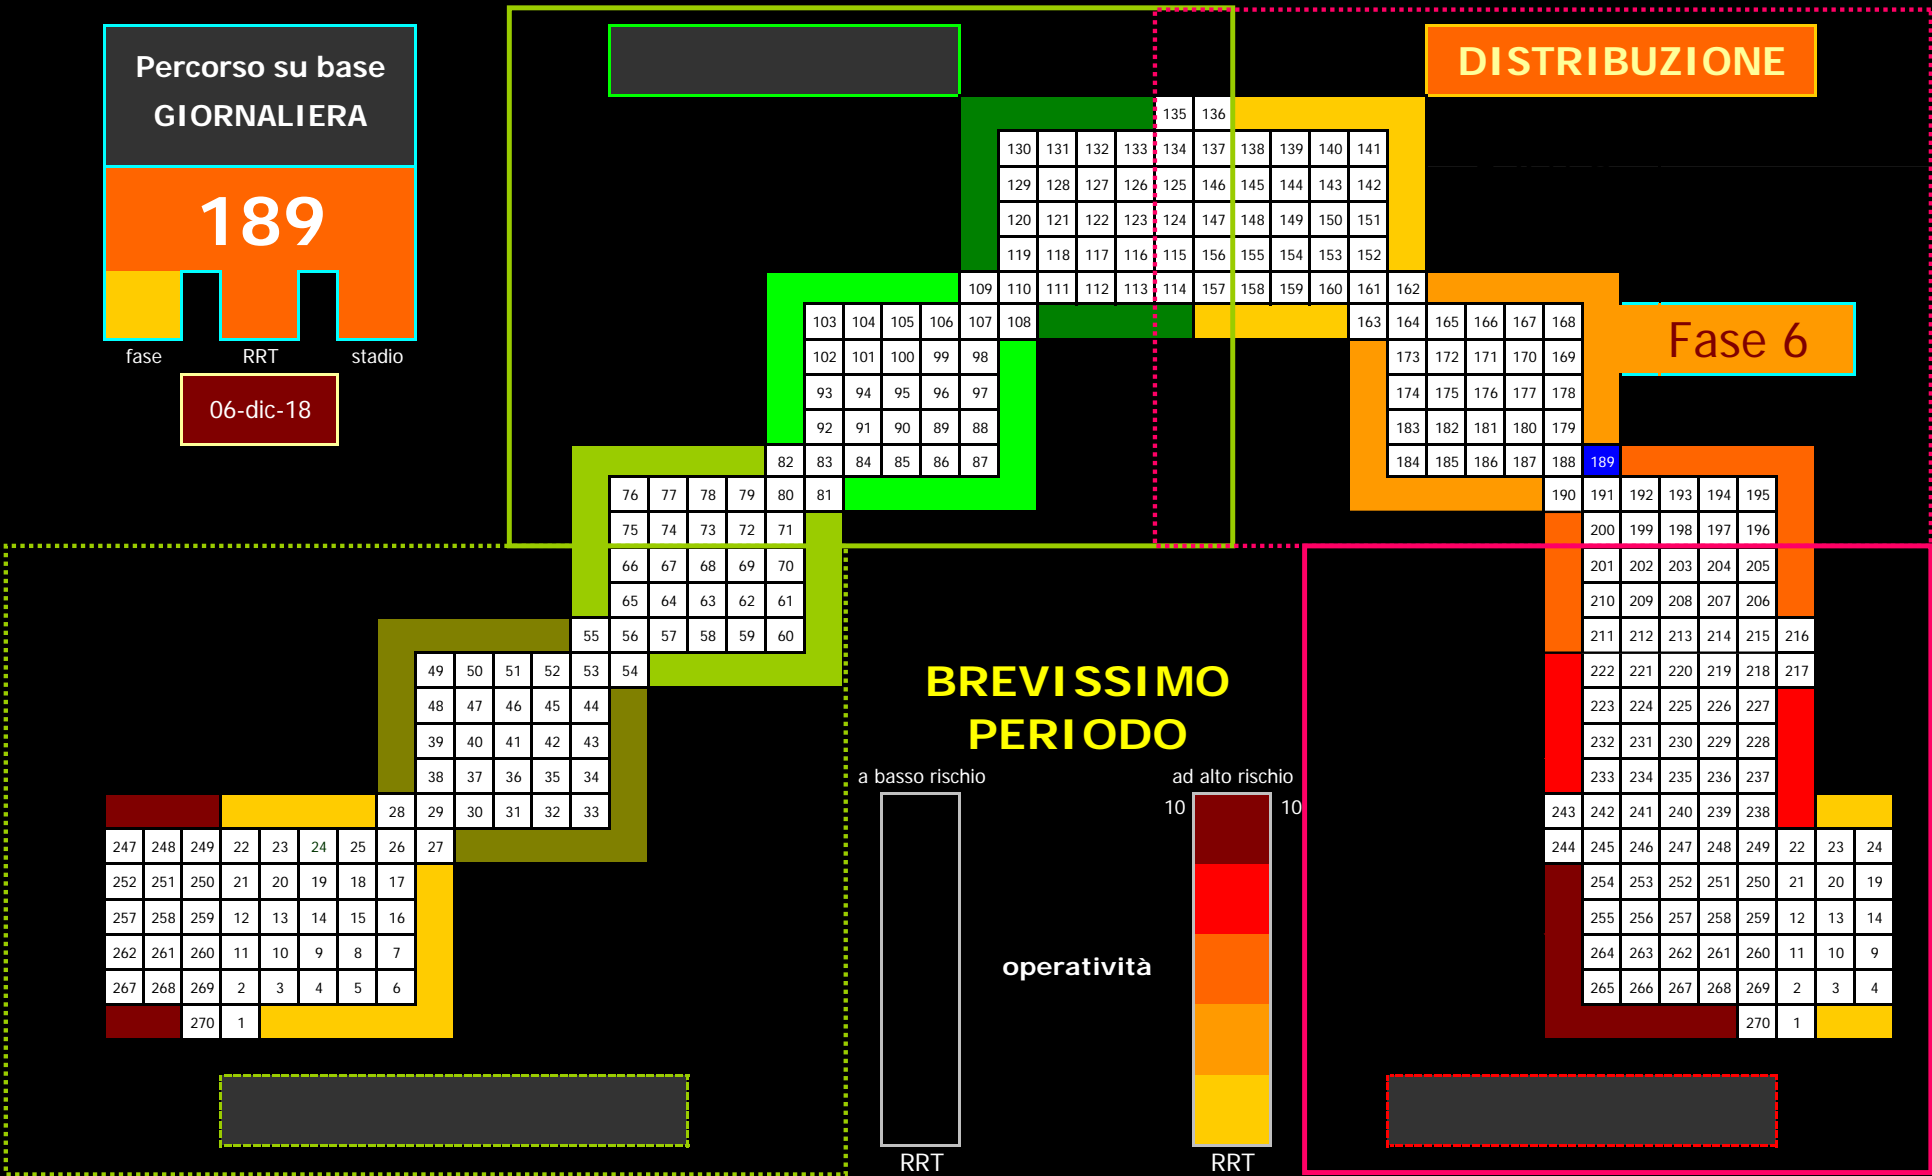 Percorso su base
GIORNALIERA
189
fase RRT stadio
06-dic-18
DISTRIBUZIONE
135 136
130 131 132 133 134 137 138 139 140 141
129 128 127 126 125 146 145 144 143 142
120 121 122 123 124 147 148 149 150 151
119 118 117 116 115 156 155 154 153 152
109 110 111 112 113 114 157 158 159 160 161 162
103 104 105 106 107 108 163 164 165 166 167 168
Fase 6
102 101 100 99 98 173 172 171 170 169
93 94 95 96 97 174 175 176 177 178
92 91 90 89 88 183 182 181 180 179
82 83 84 85 86 87 184 185 186 187 188 189
76 77 78 79 80 81 190 191 192 193 194 195
75 74 73 72 71 200 199 198 197 196
66 67 68 69 70 201 202 203 204 205
65 64 63 62 61 210 209 208 207 206
55 56 57 58 59 60 211 212 213 214 215 216
49 50 51 52 53 54 222 221 220 219 218 217
48 47 46 45 44 223 224 225 226 227
39 40 41 42 43 232 231 230 229 228
38 37 36 35 34 233 234 235 236 237
28 29 30 31 32 33 243 242 241 240 239 238
247 248 249 22 23 24 25 26 27 244 245 246 247 248 249 22 23 24
252 251 250 21 20 19 18 17 254 253 252 251 250 21 20 19
257 258 259 12 13 14 15 16 255 256 257 258 259 12 13 14
262 261 260 11 10 9 8 7 264 263 262 261 260 11 10 9
267 268 269 2 3 4 5 6 265 266 267 268 269 2 3 4
270 1 270 1
BREVISSIMO
PERIODO
a basso rischio ad alto rischio
10 10
operatività
RRT RRT